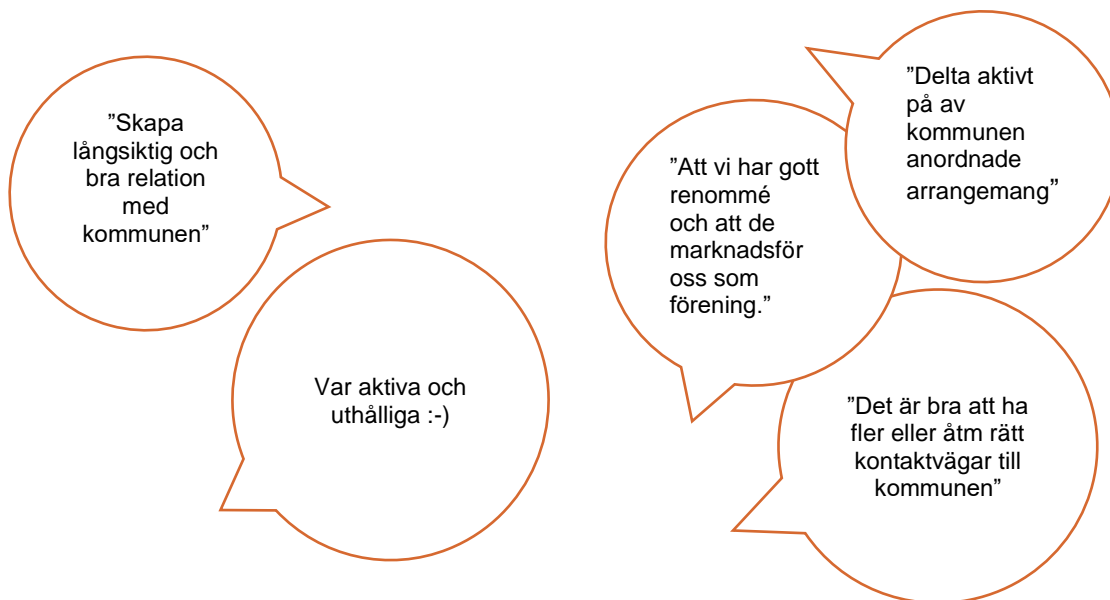 ”Skapa
långsiktig och
bra relation
med
kommunen”
Var aktiva och
uthålliga :-)
”Delta aktivt
på av
kommunen
anordnade
arrangemang”
”Att vi har gott
renommé
och att de
marknadsför
oss som
förening.”
”Det är bra att ha
fler eller åtm rätt
kontaktvägar till
kommunen”